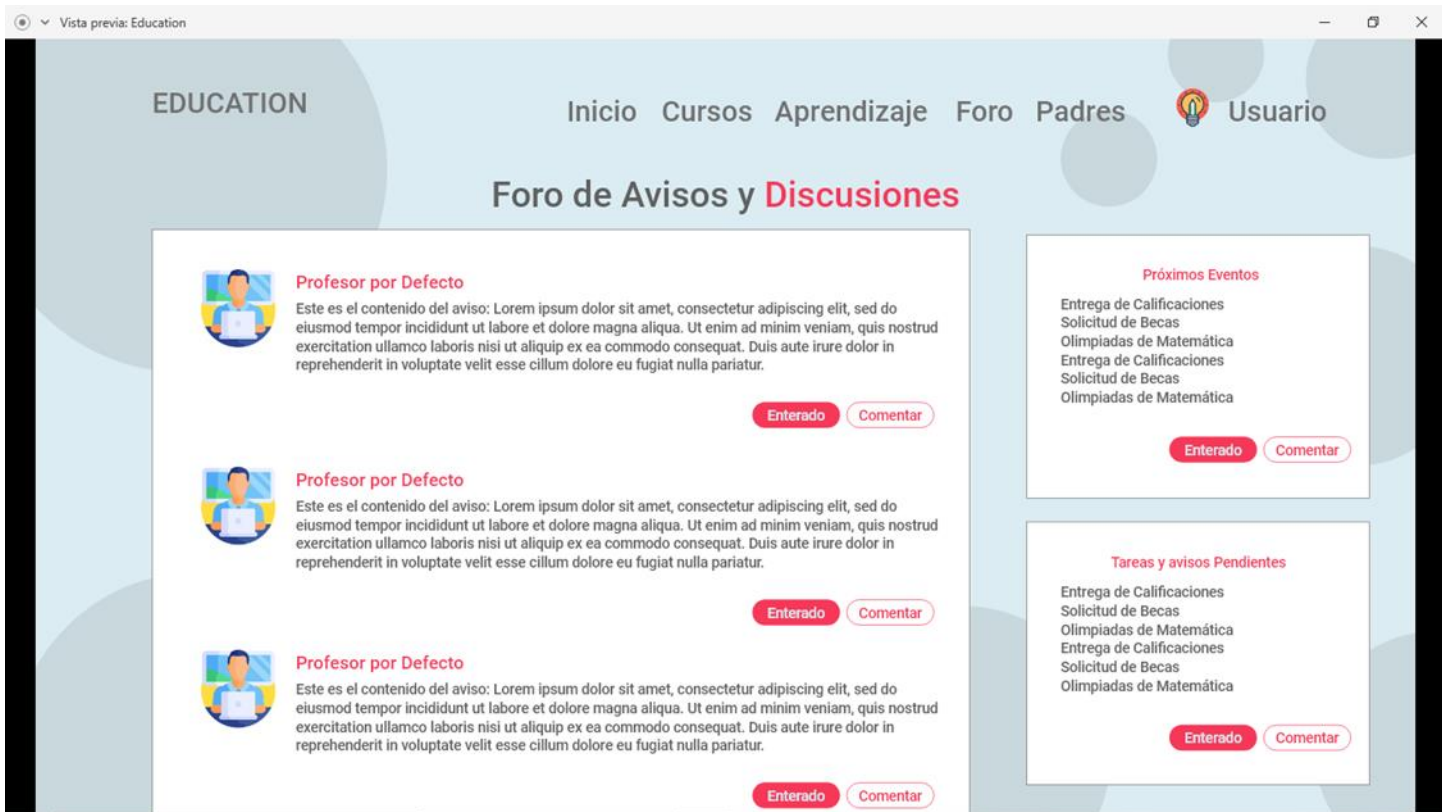 Vista previa: Education
EDUCATION
Inicio Cursos Aprendizaje Foro Padres Usuario
Foro de Avisos y Discusiones
Profesor por Defecto
Este es el contenido del aviso: Lorem ipsum dolor sit amet, consectetur adipiscing elit, sed do
eiusmod tempor incididunt ut labore et dolore magna aliqua. Ut enim ad minim veniam, quis nostrud
exercitation ullamco laboris nisi ut aliquip ex ea commodo consequat. Duis aute irure dolor in
reprehenderit in voluptate velit esse cillum dolore eu fugiat nulla pariatur.
Enterado Comentar
Profesor por Defecto
Este es el contenido del aviso: Lorem ipsum dolor sit amet, consectetur adipiscing elit, sed do
eiusmod tempor incididunt ut labore et dolore magna aliqua. Ut enim ad minim veniam, quis nostrud
exercitation ullamco laboris nisi ut aliquip ex ea commodo consequat. Duis aute irure dolor in
reprehenderit in voluptate velit esse cillum dolore eu fugiat nulla pariatur.
Enterado Comentar
Profesor por Defecto
Este es el contenido del aviso: Lorem ipsum dolor sit amet, consectetur adipiscing elit, sed do
eiusmod tempor incididunt ut labore et dolore magna aliqua. Ut enim ad minim veniam, quis nostrud
exercitation ullamco laboris nisi ut aliquip ex ea commodo consequat. Duis aute irure dolor in
reprehenderit in voluptate velit esse cillum dolore eu fugiat nulla pariatur.
Enterado Comentar
Próximos Eventos
Entrega de Calificaciones
Solicitud de Becas
Olimpiadas de Matemática
Entrega de Calificaciones
Solicitud de Becas
Olimpiadas de Matemática
Enterado Comentar
Tareas y avisos Pendientes
Entrega de Calificaciones
Solicitud de Becas
Olimpiadas de Matemática
Entrega de Calificaciones
Solicitud de Becas
Olimpiadas de Matemática
Enterado Comentar